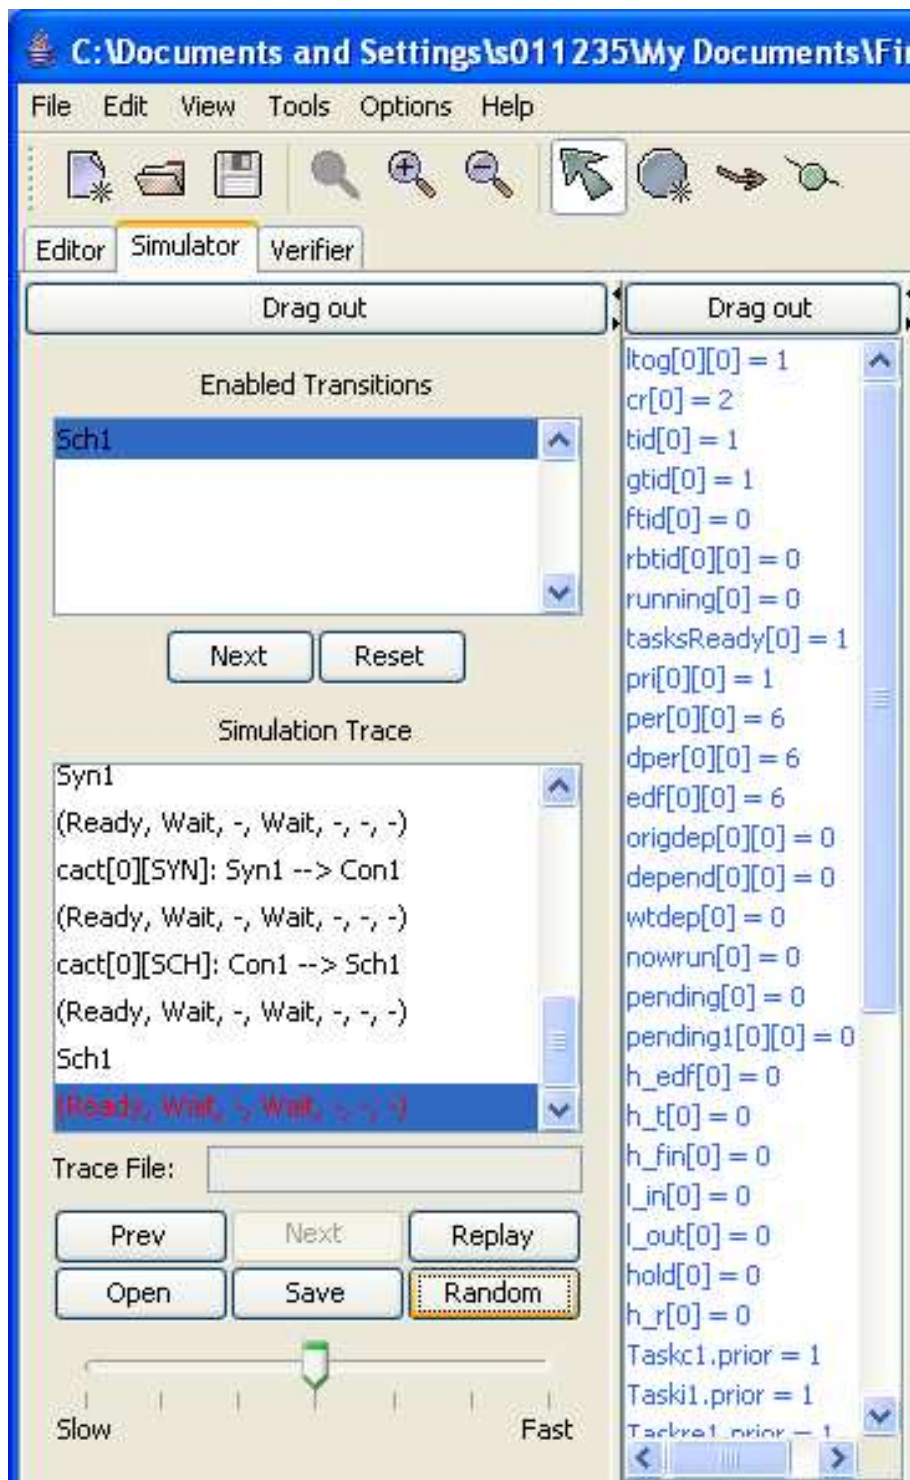 C:\Documents and Settings\s011235\My Documents\Fi
File Edit View Tools Options Help
Editor Simulator Verifier
Drag out
Enabled Transitions
Sch1
Next Reset
Simulation Trace
Syn1
(Ready, Wait, -, Wait, -, -, -)
cact[0][SYN]: Syn1 --> Con1
(Ready, Wait, -, Wait, -, -, -)
cact[0][SCH]: Con1 --> Sch1
(Ready, Wait, -, Wait, -, -, -)
Sch1
(Ready, Wait, -, Wait, -, -, -)
Trace File:
Prev Next Replay
Open Save Random
Slow Fast
Drag out
ltog[0][0] = 1
cr[0] = 2
tid[0] = 1
gtid[0] = 1
ftid[0] = 0
rbtid[0][0] = 0
running[0] = 0
tasksReady[0] = 1
pri[0][0] = 1
per[0][0] = 6
dper[0][0] = 6
edf[0][0] = 6
origdep[0][0] = 0
depend[0][0] = 0
wtdep[0] = 0
nowrun[0] = 0
pending[0] = 0
pending1[0][0] = 0
h_edf[0] = 0
h_t[0] = 0
h_fin[0] = 0
l_in[0] = 0
l_out[0] = 0
hold[0] = 0
h_r[0] = 0
Taskc1.prior = 1
Taski1.prior = 1
Taskre1.prior = 1